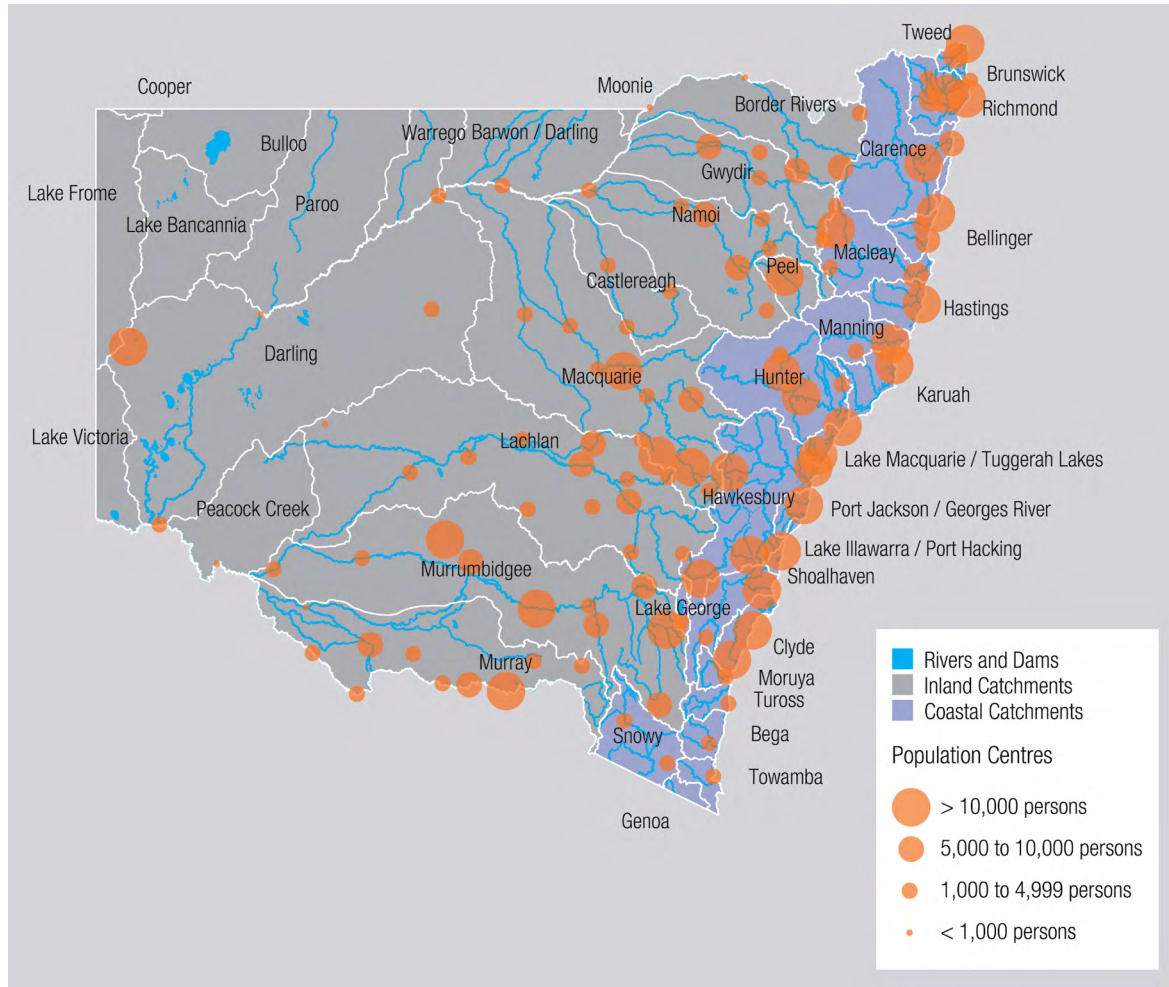 Tweed
Cooper
Moonie
Brunswick
Border Rivers
Richmond
Warrego Barwon / Darling
Bulloo
Clarence
Gwydir
Lake Frome
Paroo
Namoi
Lake Bancannia
Bellinger
Macleay
Peel
Castlereagh
Hastings
Manning
Darling
Macquarie
Hunter
Karuah
Lake Victoria
Lachlan
Lake Macquarie / Tuggerah Lakes
Hawkesbury
Peacock Creek
Port Jackson / Georges River
Lake Illawarra / Port Hacking
Murrumbidgee
Shoalhaven
Lake George
Clyde
Murray
Moruya
Tuross
Snowy
Bega
Towamba
Genoa
Rivers and Dams
Inland Catchments
Coastal Catchments
Population Centres
> 10,000 persons
5,000 to 10,000 persons
1,000 to 4,999 persons
< 1,000 persons